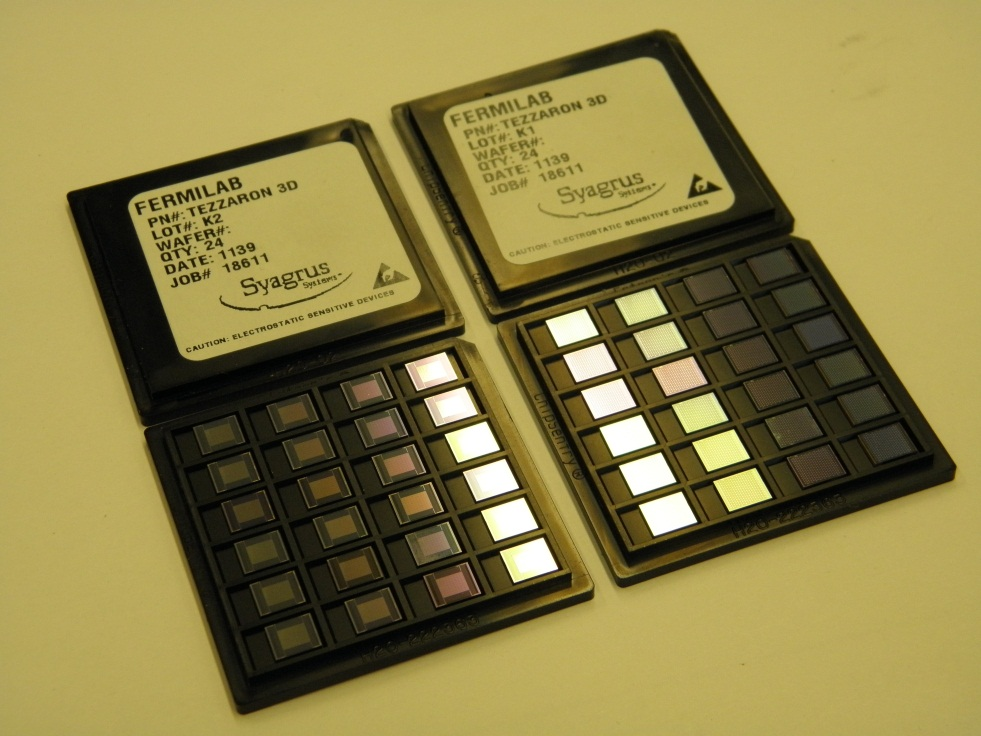 FERMILAB
PN#: TEZZARON 3D
LOT#: K2
WAFER#:
QTY: 24
DATE: 1139
JOB# 18611
Syagrus
Systems
CAUTION: ELECTROSTATIC SENSITIVE DEVICES
FERMILAB
PN#: TEZZARON 3D
LOT#: K1
WAFER#:
QTY: 24
DATE: 1139
JOB# 18611
Syagrus
Systems
CAUTION: ELECTROSTATIC SENSITIVE DEVICES